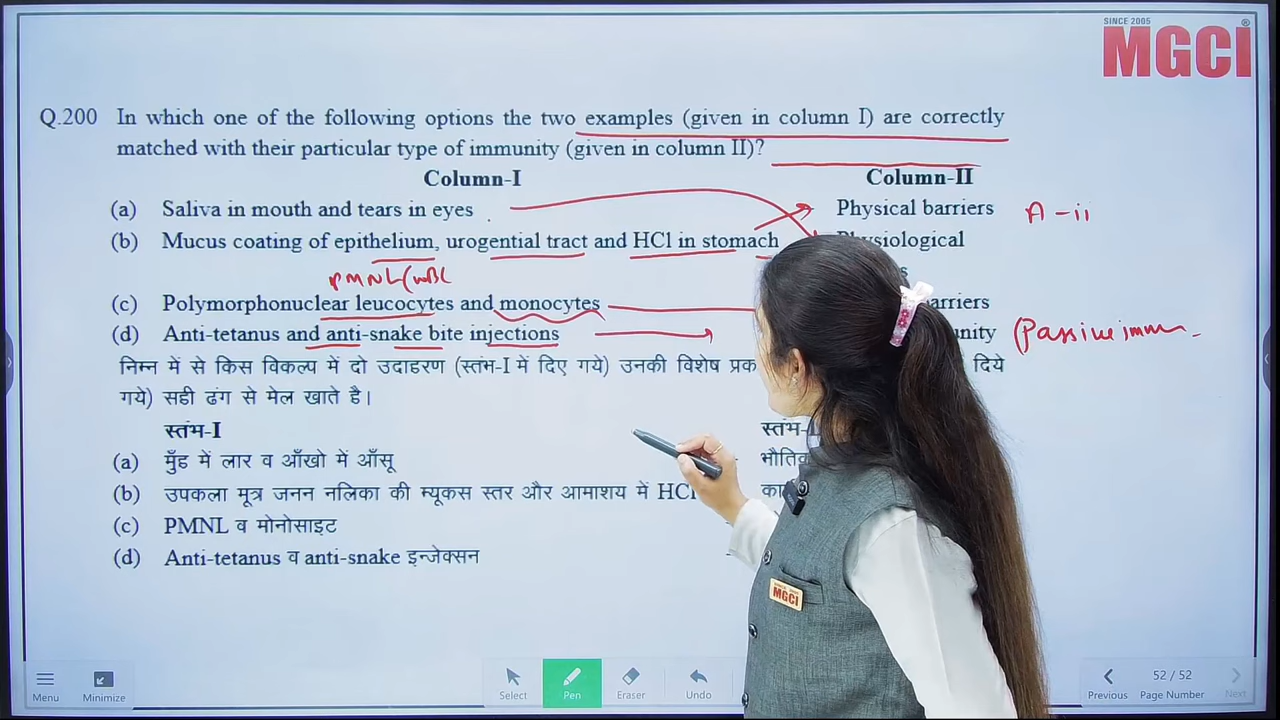 SINCE 2005
MGCI®
Q.200 In which one of the following options the two examples (given in column I) are correctly
matched with their particular type of immunity (given in column II)?
Column-I Column-II
(a) Saliva in mouth and tears in eyes Physical barriers A - ii
(b) Mucus coating of epithelium, urogential tract and HCl in stomach
PMNL (WBC
(c) Polymorphonuclear leucocytes and monocytes
(d) Anti-tetanus and anti-snake bite injections (Passive imm
निम्न में से किस विकल्प में दो उदाहरण (स्तंभ-I में दिए गये) उनकी विशेष दिये
गये) सही ढंग से मेल खाते है।
स्तंभ-I
(a) मुँड में लार व आँखो में आँसू
(b) उपकला मूत्र जनन नलिका की म्यूकस स्तर और आमाशय में HCl
(c) PMNL व मोनोसाइट
(d) Anti-tetanus व anti-snake इन्जेक्सन
MGCI
Menu Minimize Select Pen Eraser Undo Previous 52 / 52 Page Number Next